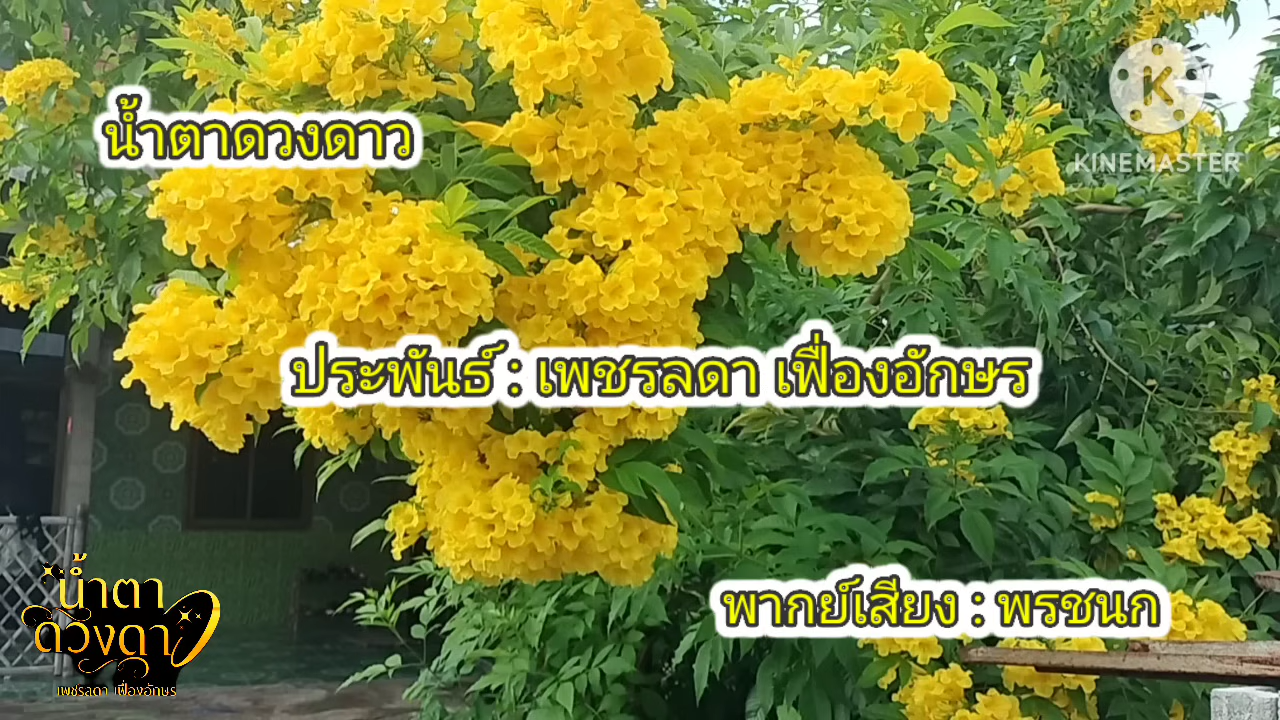 น้ำตาดวงดาว
K
KINEMASTER
ประพันธ์ : เพชรลดา เฟื่องอักษร
พากย์เสียง : พรชนก
น้ำตา
ดวงดาว
เพชรลดา เฟื่องอักษร